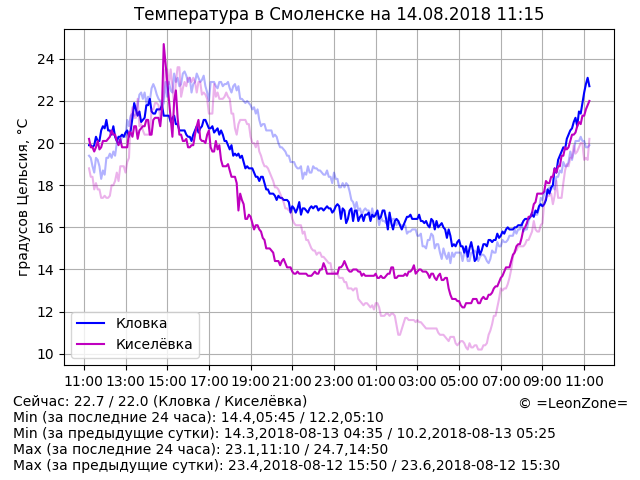 Температура в Смоленске на 14.08.2018 11:15
градусов Цельсия, °C
24
22
20
18
16
14
12
10
Кловка
Киселёвка
11:00 13:00 15:00 17:00 19:00 21:00 23:00 01:00 03:00 05:00 07:00 09:00 11:00
Сейчас: 22.7 / 22.0 (Кловка / Киселёвка)
© =LeonZone=
Min (за последние 24 часа): 14.4,05:45 / 12.2,05:10
Min (за предыдущие сутки): 14.3,2018-08-13 04:35 / 10.2,2018-08-13 05:25
Max (за последние 24 часа): 23.1,11:10 / 24.7,14:50
Max (за предыдущие сутки): 23.4,2018-08-12 15:50 / 23.6,2018-08-12 15:30